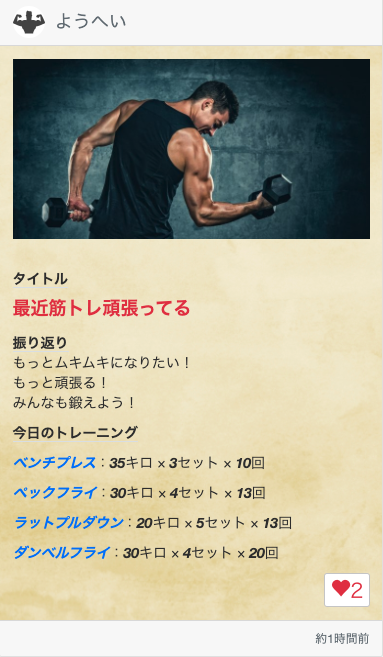 ようへい
タイトル
最近筋トレ頑張ってる
振り返り
もっとムキムキになりたい！
もっと頑張る！
みんなも鍛えよう！
今日のトレーニング
ベンチプレス：35キロ × 3セット × 10回
ペックフライ：30キロ × 4セット × 13回
ラットプルダウン：20キロ × 5セット × 13回
ダンベルフライ：30キロ × 4セット × 20回
2
約1時間前